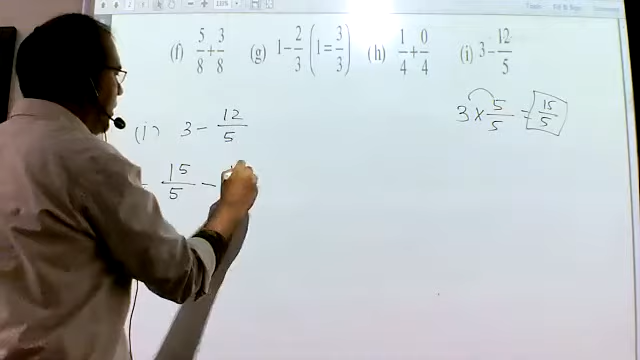 (f) 5/8 + 3/8 (g) 1 − 2/3 (1 = 3/3) (h) 1/4 + 0/4 (i) 3 − 12/5
3 × 5/5 = 15/5
(i) 3 − 12/5
15/5 −